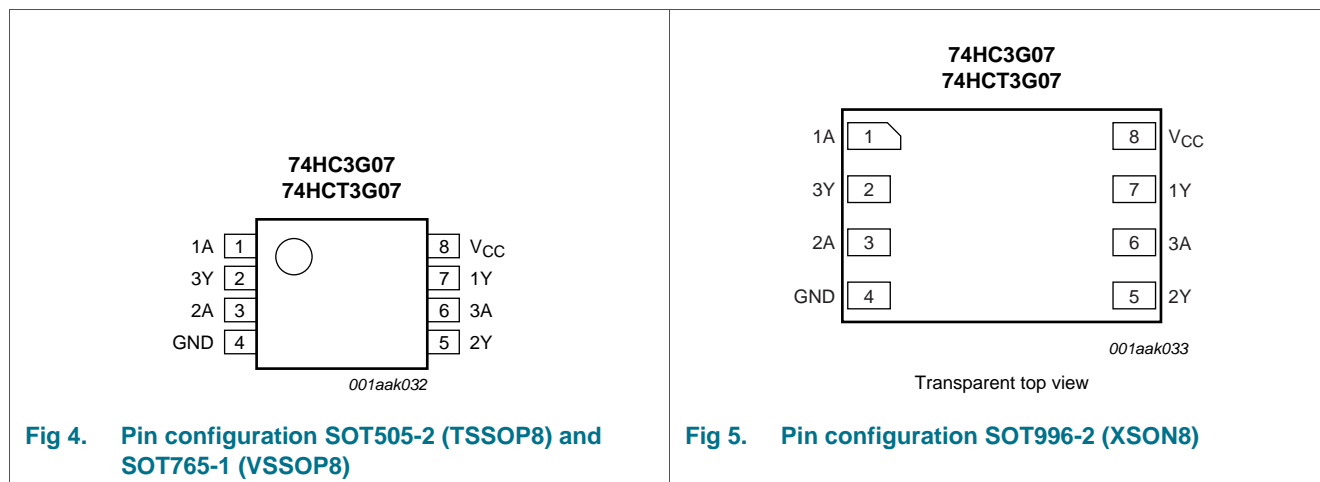 74HC3G07
74HCT3G07
1A 1 8 VCC
3Y 2 7 1Y
2A 3 6 3A
GND 4 5 2Y
001aak032
Fig 4. Pin configuration SOT505-2 (TSSOP8) and
SOT765-1 (VSSOP8)
74HC3G07
74HCT3G07
1A 1 8 VCC
3Y 2 7 1Y
2A 3 6 3A
GND 4 5 2Y
001aak033
Transparent top view
Fig 5. Pin configuration SOT996-2 (XSON8)